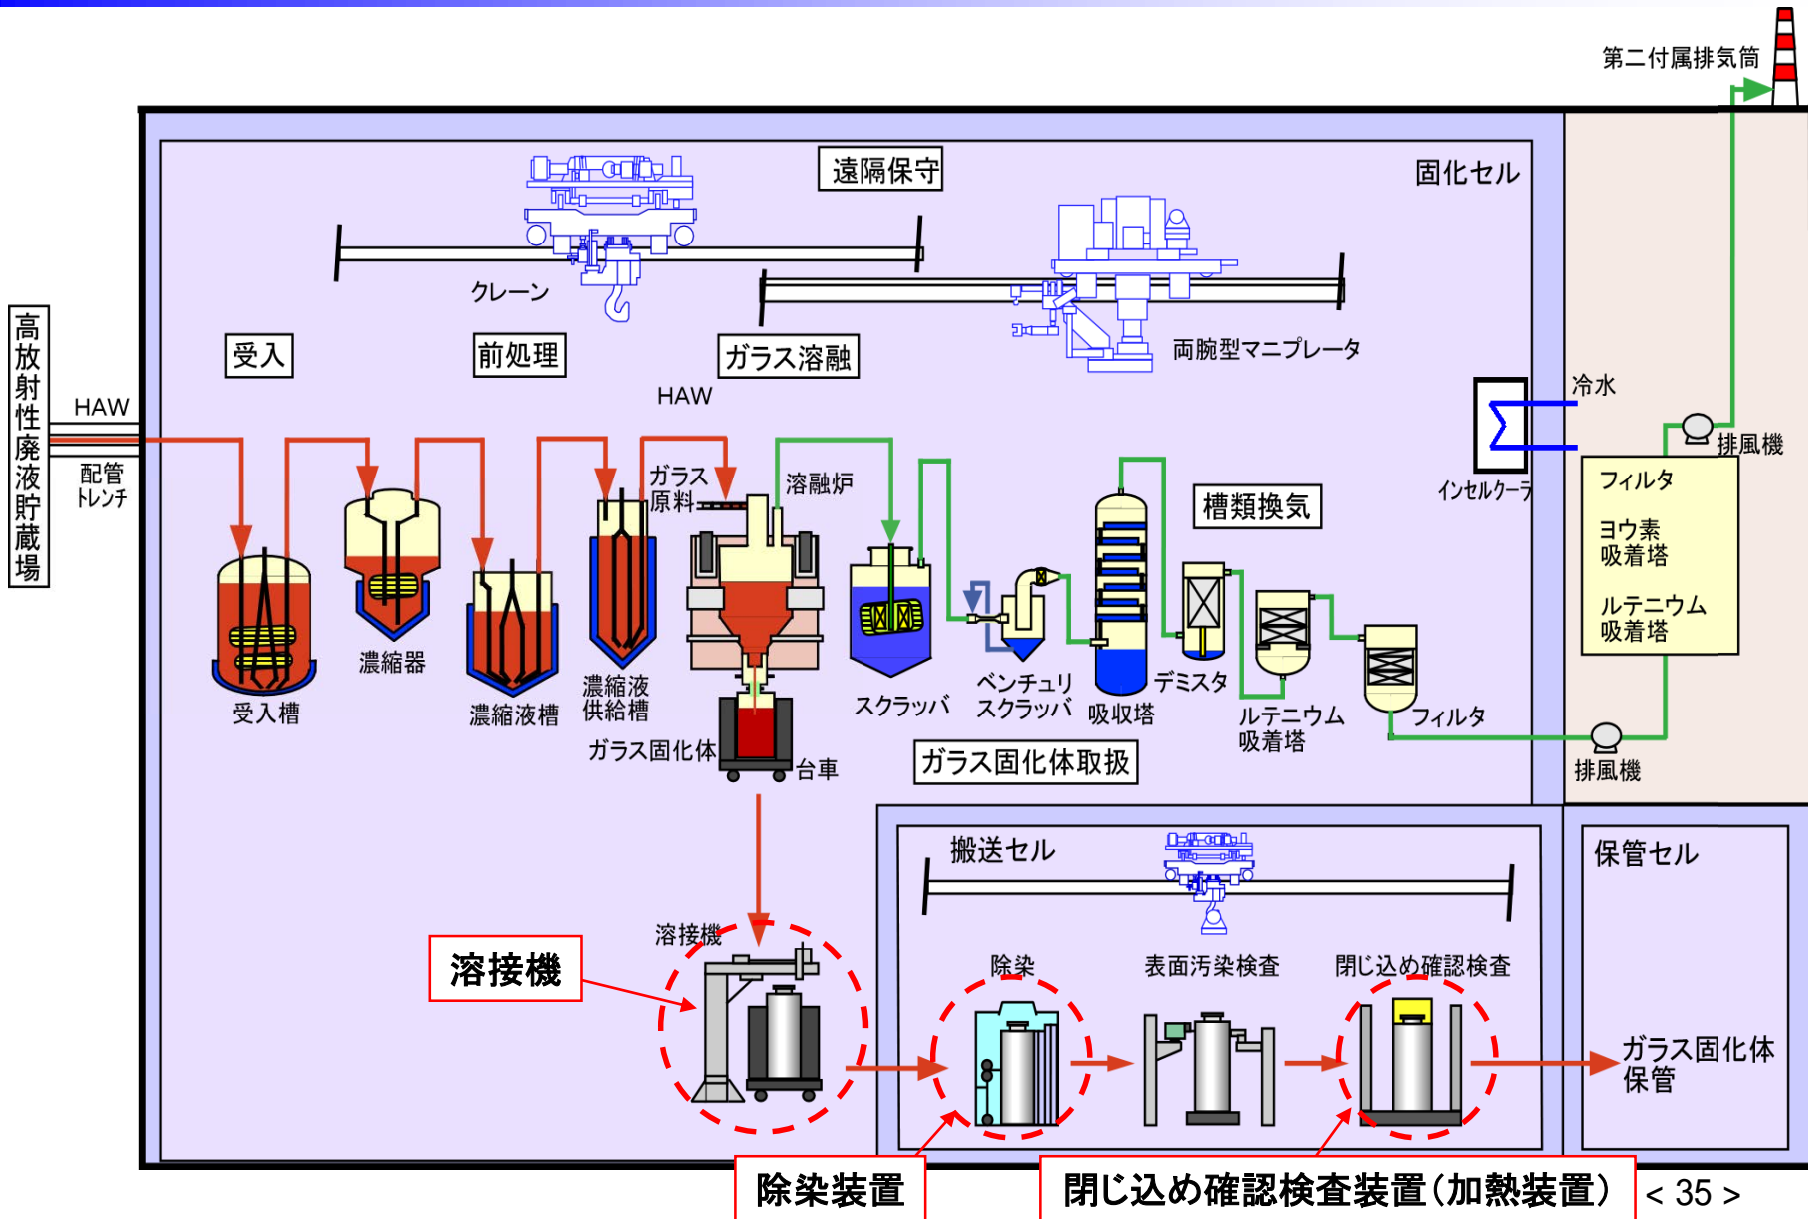 第二付属排気筒
遠隔保守
固化セル
クレーン
両腕型マニプレータ
高放射性廃液貯蔵場
受入
前処理
ガラス溶融
HAW
HAW
配管
トレンチ
冷水
インセルクーラ
排風機
フィルタ
ヨウ素
吸着塔
ルテニウム
吸着塔
ガラス
原料
溶融炉
槽類換気
受入槽
濃縮器
濃縮液槽
濃縮液
供給槽
スクラッバ
ベンチュリ
スクラッバ
吸収塔
デミスタ
ルテニウム
吸着塔
フィルタ
排風機
ガラス固化体
台車
ガラス固化体取扱
搬送セル
保管セル
溶接機
溶接機
除染
表面汚染検査
閉じ込め確認検査
ガラス固化体
保管
除染装置
閉じ込め確認検査装置(加熱装置)
< 35 >